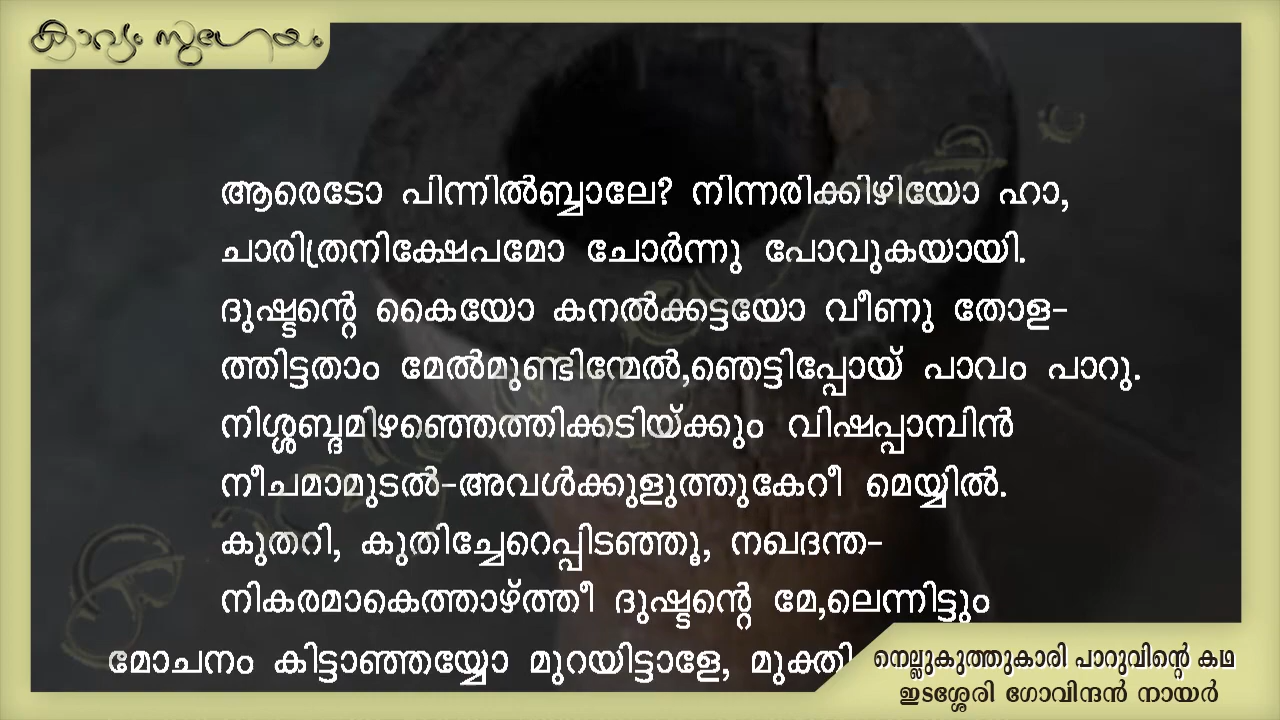 കാവ്യം സുഗേയം
ആരെടോ പിന്നിൽബ്ബാലേ? നിന്നരിക്കിഴിയോ ഹാ,
ചാരിത്രനിക്ഷേപമോ ചോർന്നു പോവുകയായി.
ദുഷ്ടന്റെ കൈയോ കനൽക്കട്ടയോ വീണു തോള-
ത്തിട്ടതാം മേൽമുണ്ടിന്മേൽ,ഞെട്ടിപ്പോയ് പാവം പാറു.
നിശ്ശബ്ദമിഴഞ്ഞെത്തിക്കടിയ്ക്കും വിഷപ്പാമ്പിൻ
നീചമാമുടൽ-അവൾക്കുളുത്തുകേറീ മെയ്യിൽ.
കുതറി, കുതിച്ചേറെപ്പിടഞ്ഞൂ, നഖദന്ത-
നികരമാകെത്താഴ്ത്തീ ദുഷ്ടന്റെ മേ,ലെന്നിട്ടും
മോചനം കിട്ടാഞ്ഞയ്യോ മുറയിട്ടാളേ, മുക്തി
നെല്ലുകുത്തുകാരി പാറുവിന്റെ കഥ
ഇടശ്ശേരി ഗോവിന്ദൻ നായർ